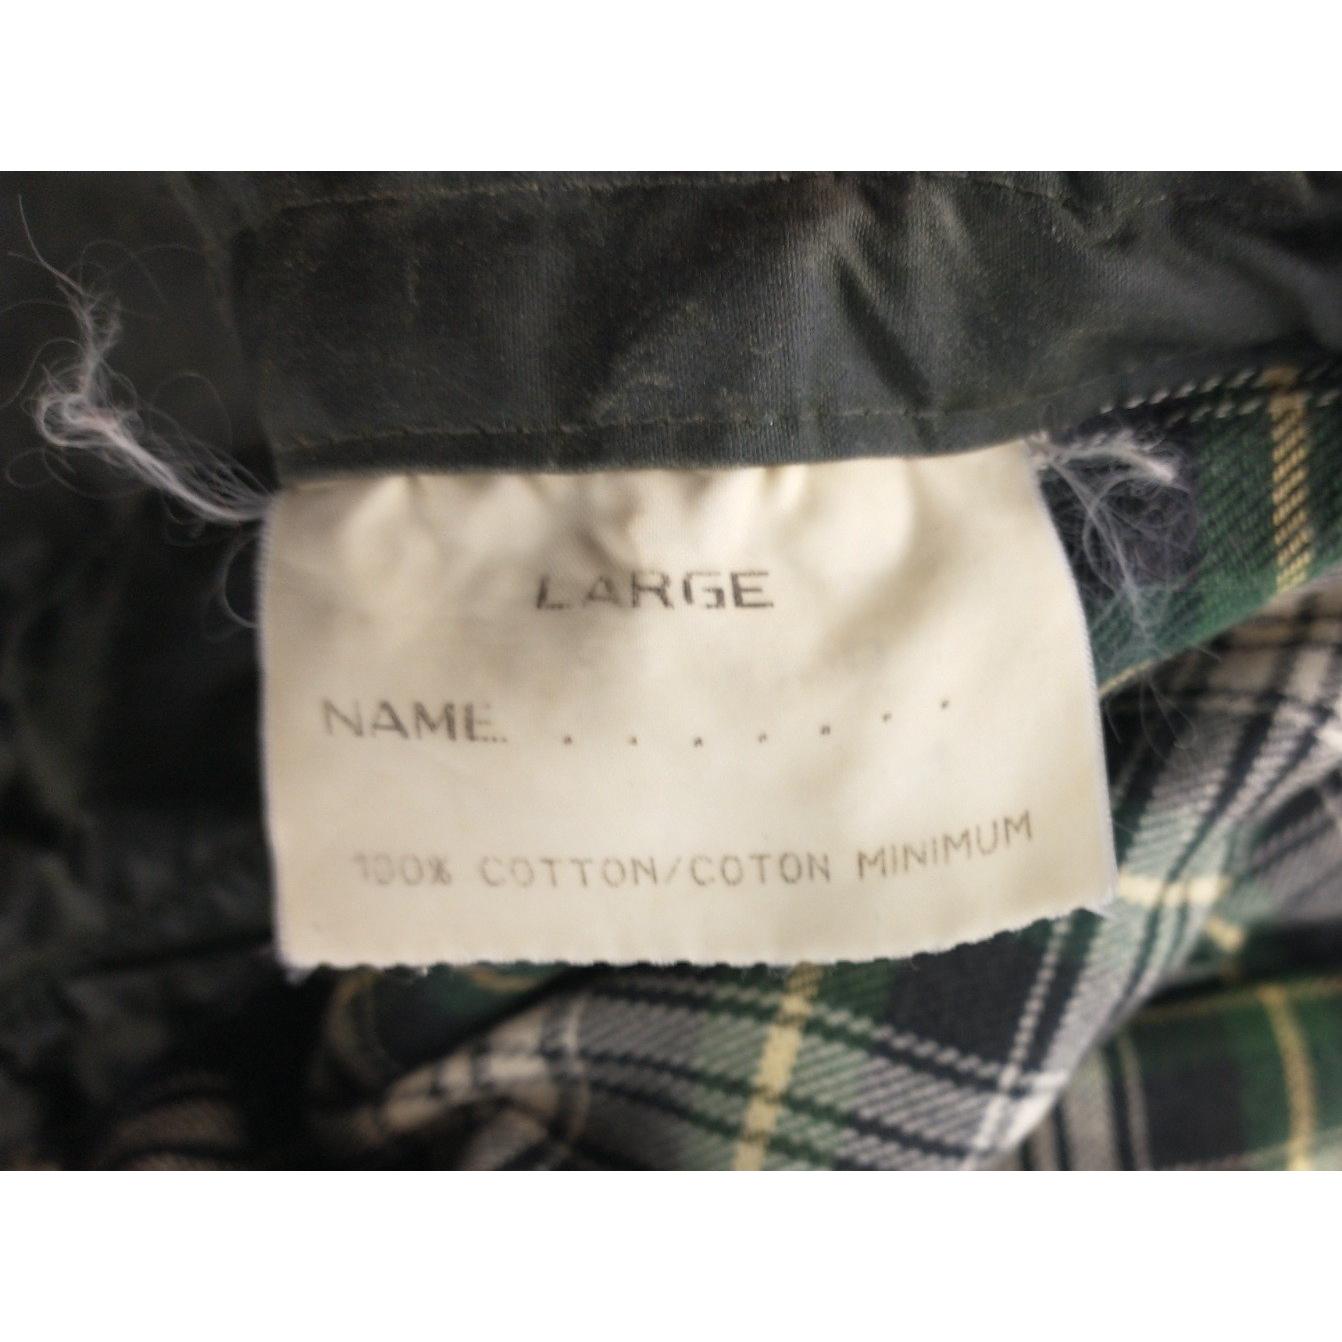 LARGE
NAME . . . . . . .
100% COTTON/COTON MINIMUM